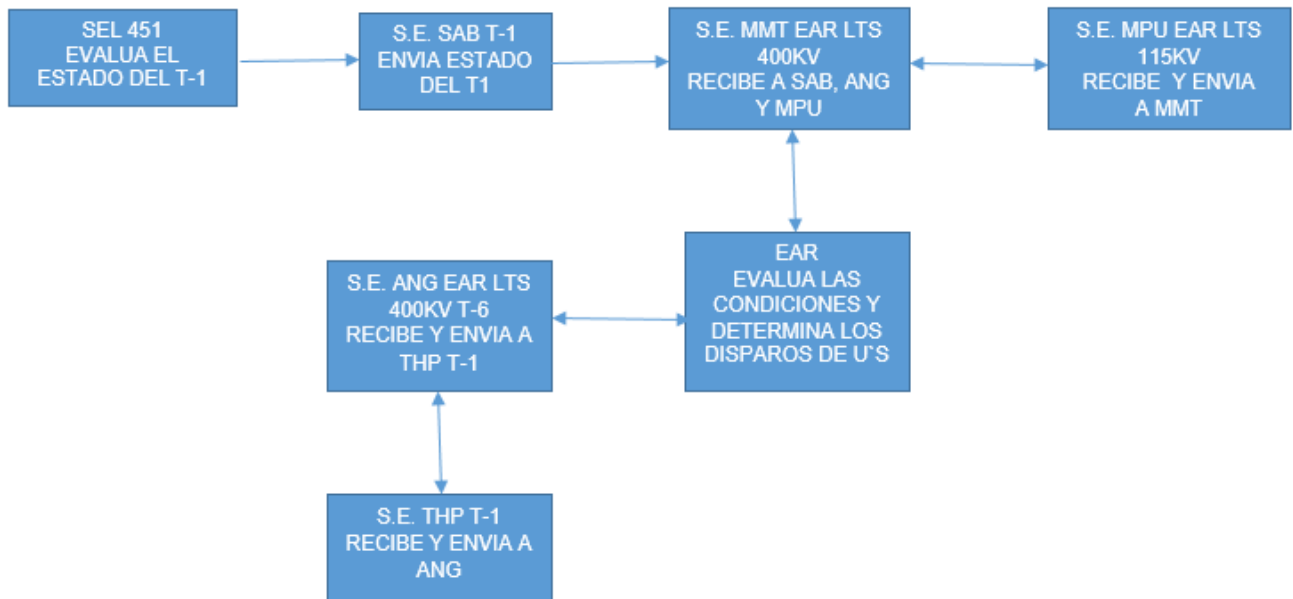 SEL 451
EVALUA EL
ESTADO DEL T-1
S.E. SAB T-1
ENVIA ESTADO
DEL T1
S.E. MMT EAR LTS
400KV
RECIBE A SAB, ANG
Y MPU
S.E. MPU EAR LTS
115KV
RECIBE Y ENVIA
A MMT
S.E. ANG EAR LTS
400KV T-6
RECIBE Y ENVIA A
THP T-1
EAR
EVALUA LAS
CONDICIONES Y
DETERMINA LOS
DISPAROS DE U`S
S.E. THP T-1
RECIBE Y ENVIA A
ANG